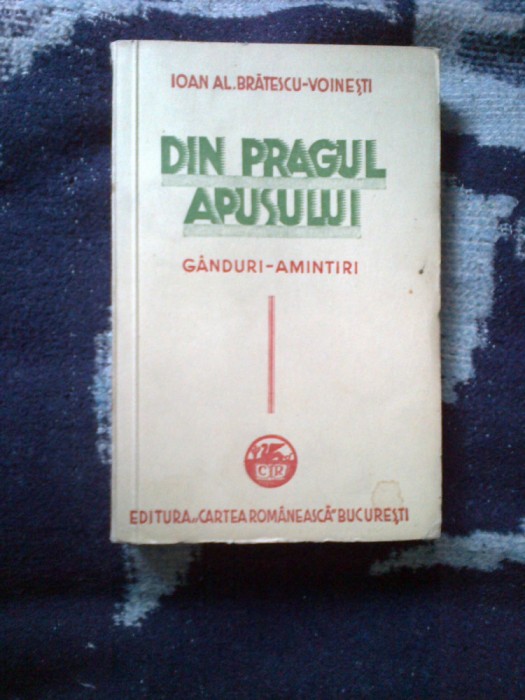 IOAN AL. BRĂTESCU-VOINEȘTI
DIN PRAGUL
APUSULUI
GÂNDURI-AMINTIRI
CR
EDITURA „CARTEA ROMÂNEASCĂ" BUCUREȘTI